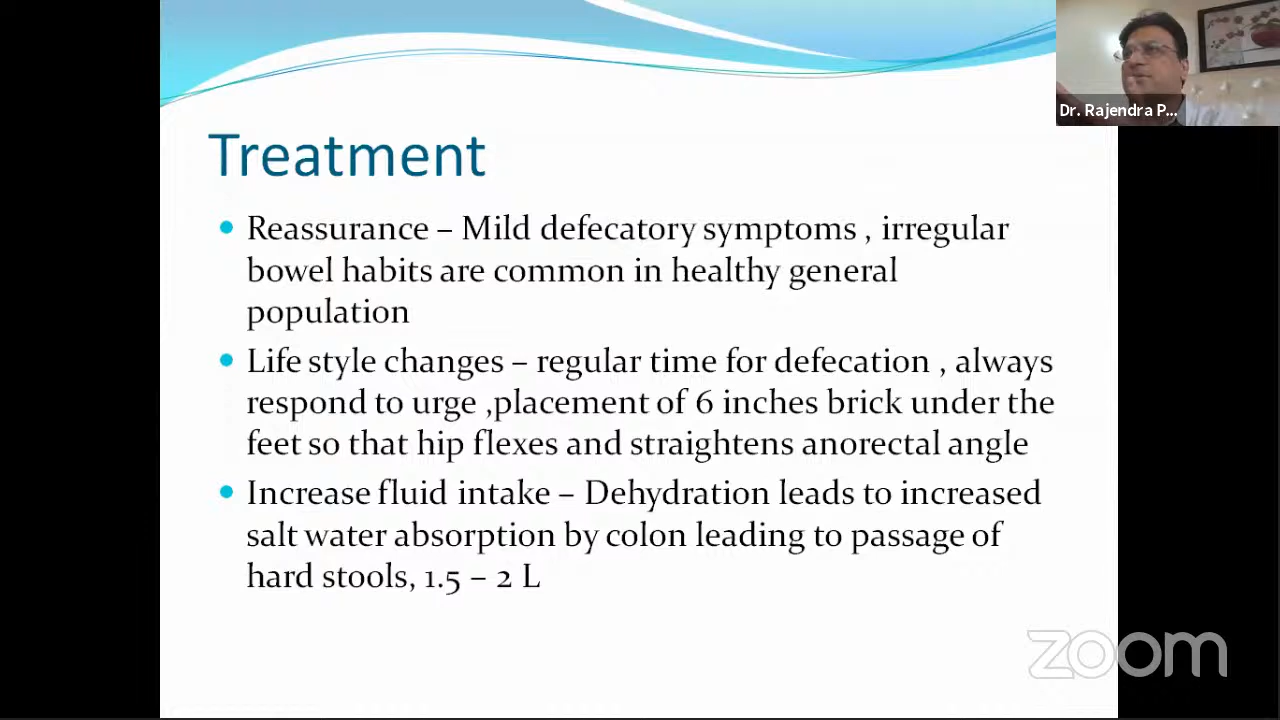 Dr. Rajendra P...
Treatment
Reassurance – Mild defecatory symptoms , irregular
bowel habits are common in healthy general
population
Life style changes – regular time for defecation , always
respond to urge ,placement of 6 inches brick under the
feet so that hip flexes and straightens anorectal angle
Increase fluid intake – Dehydration leads to increased
salt water absorption by colon leading to passage of
hard stools, 1.5 – 2 L
zoom